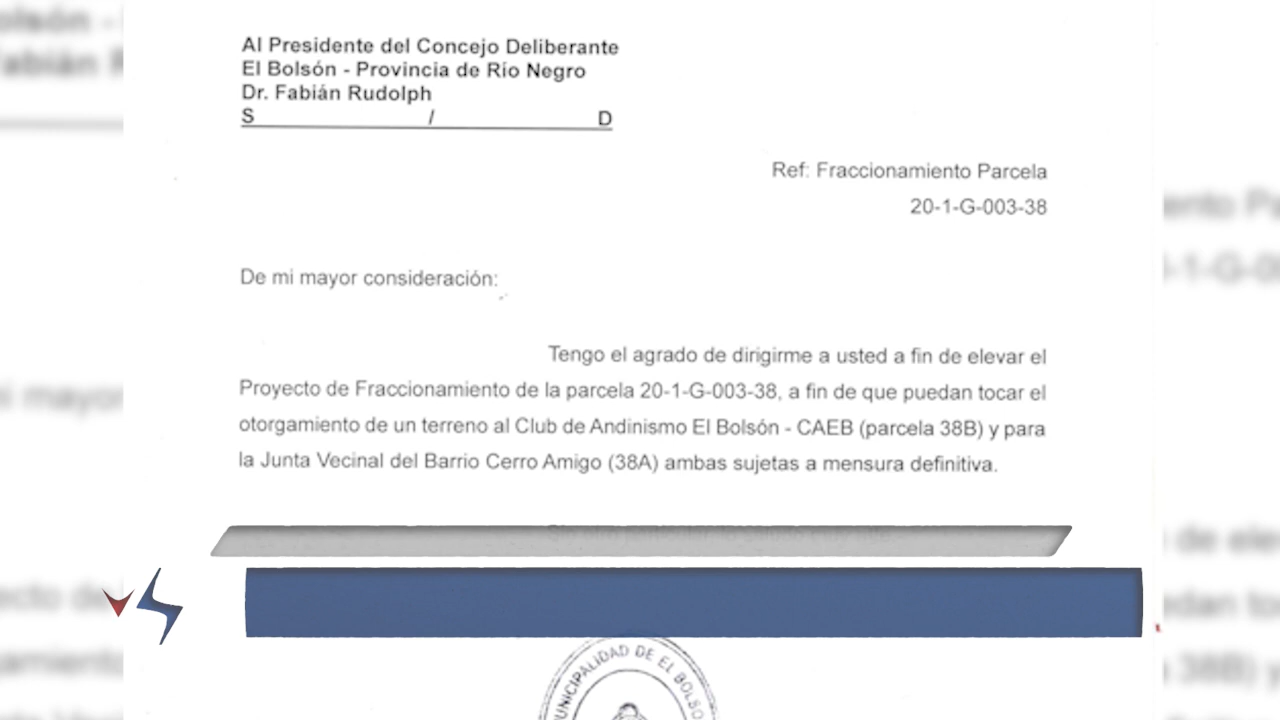 Al Presidente del Concejo Deliberante
El Bolsón - Provincia de Río Negro
Dr. Fabián Rudolph
S / D
Ref: Fraccionamiento Parcela
20-1-G-003-38
De mi mayor consideración:
Tengo el agrado de dirigirme a usted a fin de elevar el
Proyecto de Fraccionamiento de la parcela 20-1-G-003-38, a fin de que puedan tocar el
otorgamiento de un terreno al Club de Andinismo El Bolsón - CAEB (parcela 38B) y para
la Junta Vecinal del Barrio Cerro Amigo (38A) ambas sujetas a mensura definitiva.
UNICIPALIDAD DE EL BOLSO